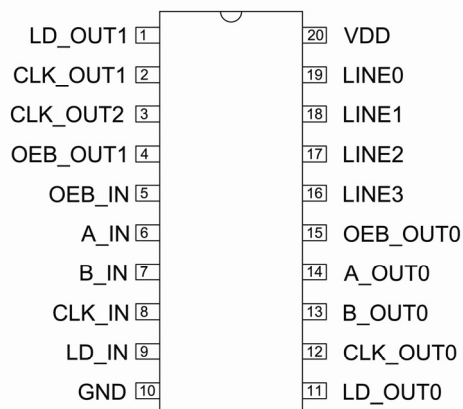 LD_OUT1 1 20 VDD
CLK_OUT1 2 19 LINE0
CLK_OUT2 3 18 LINE1
OEB_OUT1 4 17 LINE2
OEB_IN 5 16 LINE3
A_IN 6 15 OEB_OUT0
B_IN 7 14 A_OUT0
CLK_IN 8 13 B_OUT0
LD_IN 9 12 CLK_OUT0
GND 10 11 LD_OUT0